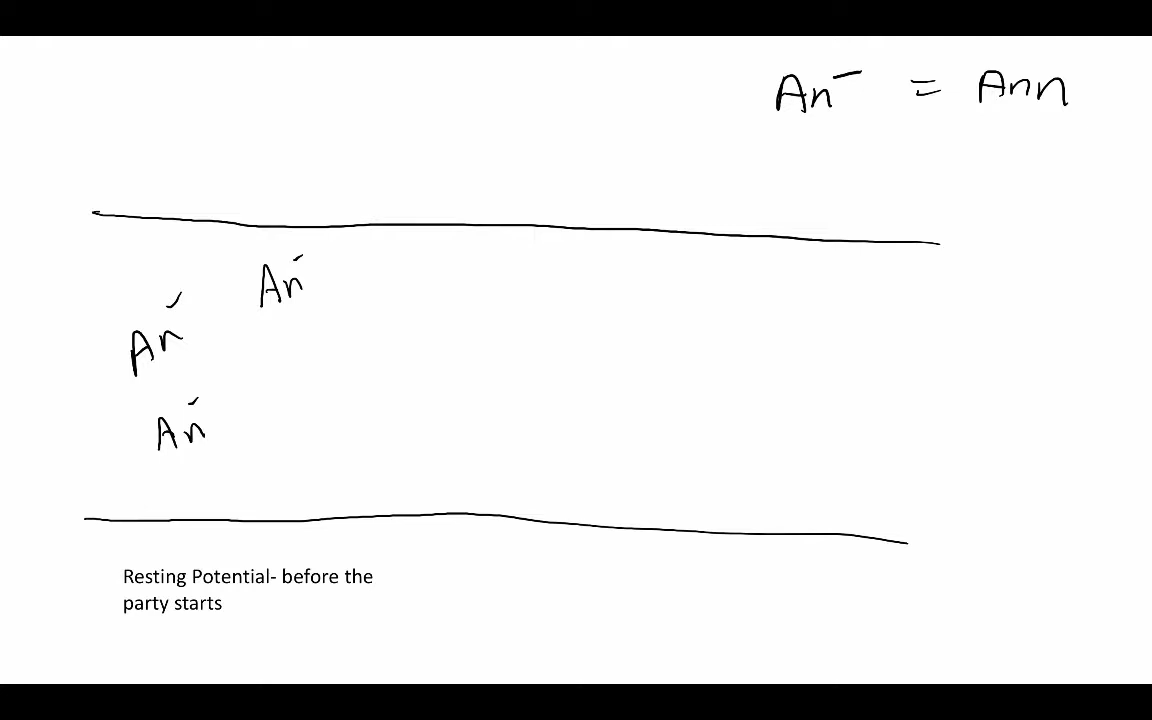 An⁻ = Ann
An⁻
An⁻
An⁻
Resting Potential- before the
party starts